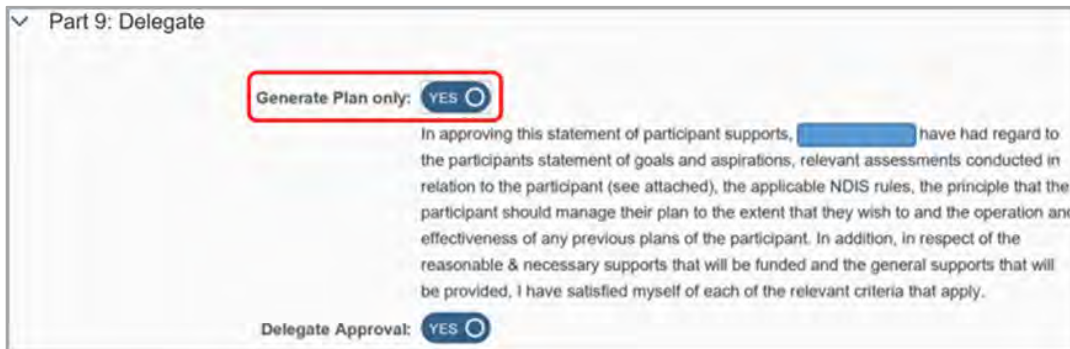 Part 9: Delegate
Generate Plan only: YES
In approving this statement of participant supports, have had regard to
the participants statement of goals and aspirations, relevant assessments conducted in
relation to the participant (see attached), the applicable NDIS rules, the principle that the
participant should manage their plan to the extent that they wish to and the operation and
effectiveness of any previous plans of the participant. In addition, in respect of the
reasonable & necessary supports that will be funded and the general supports that will
be provided, I have satisfied myself of each of the relevant criteria that apply.
Delegate Approval: YES